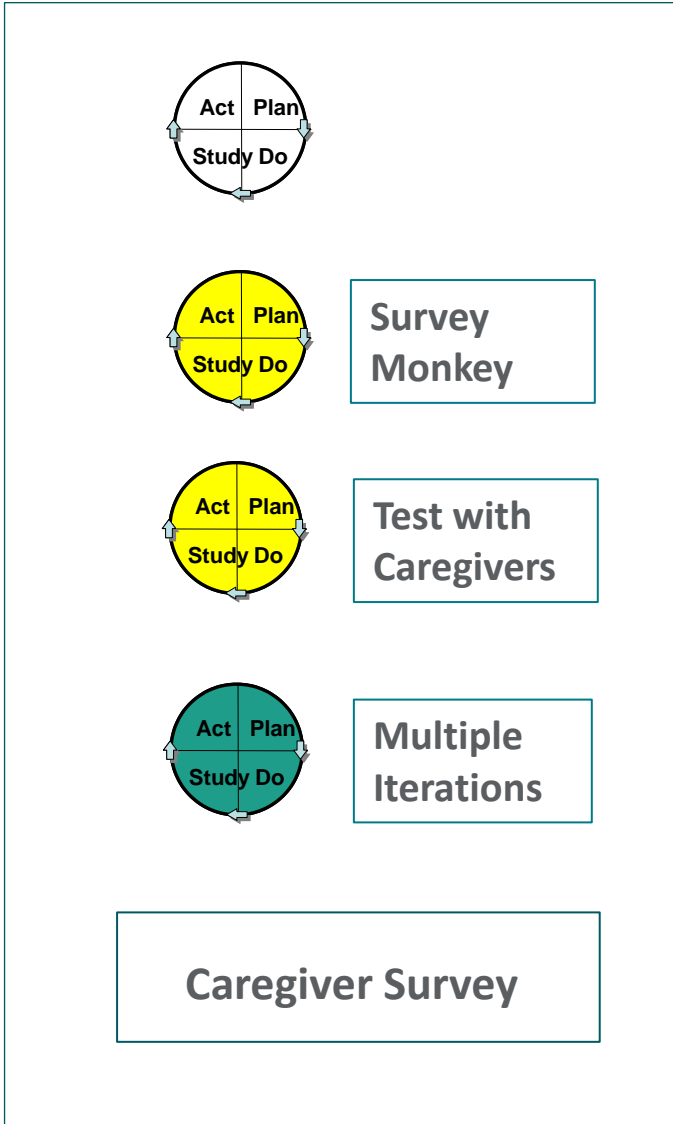 Act Plan
Study Do
Act Plan
Study Do
Survey
Monkey
Act Plan
Study Do
Test with
Caregivers
Act Plan
Study Do
Multiple
Iterations
Caregiver Survey